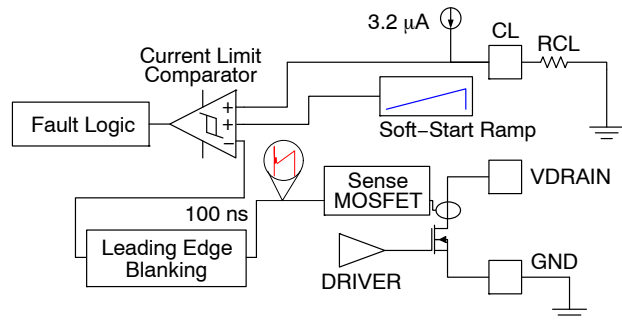 3.2 μA
CL
RCL
Current Limit
Comparator
+
+
−
Fault Logic
Soft−Start Ramp
Sense
MOSFET
VDRAIN
100 ns
Leading Edge
Blanking
DRIVER
GND